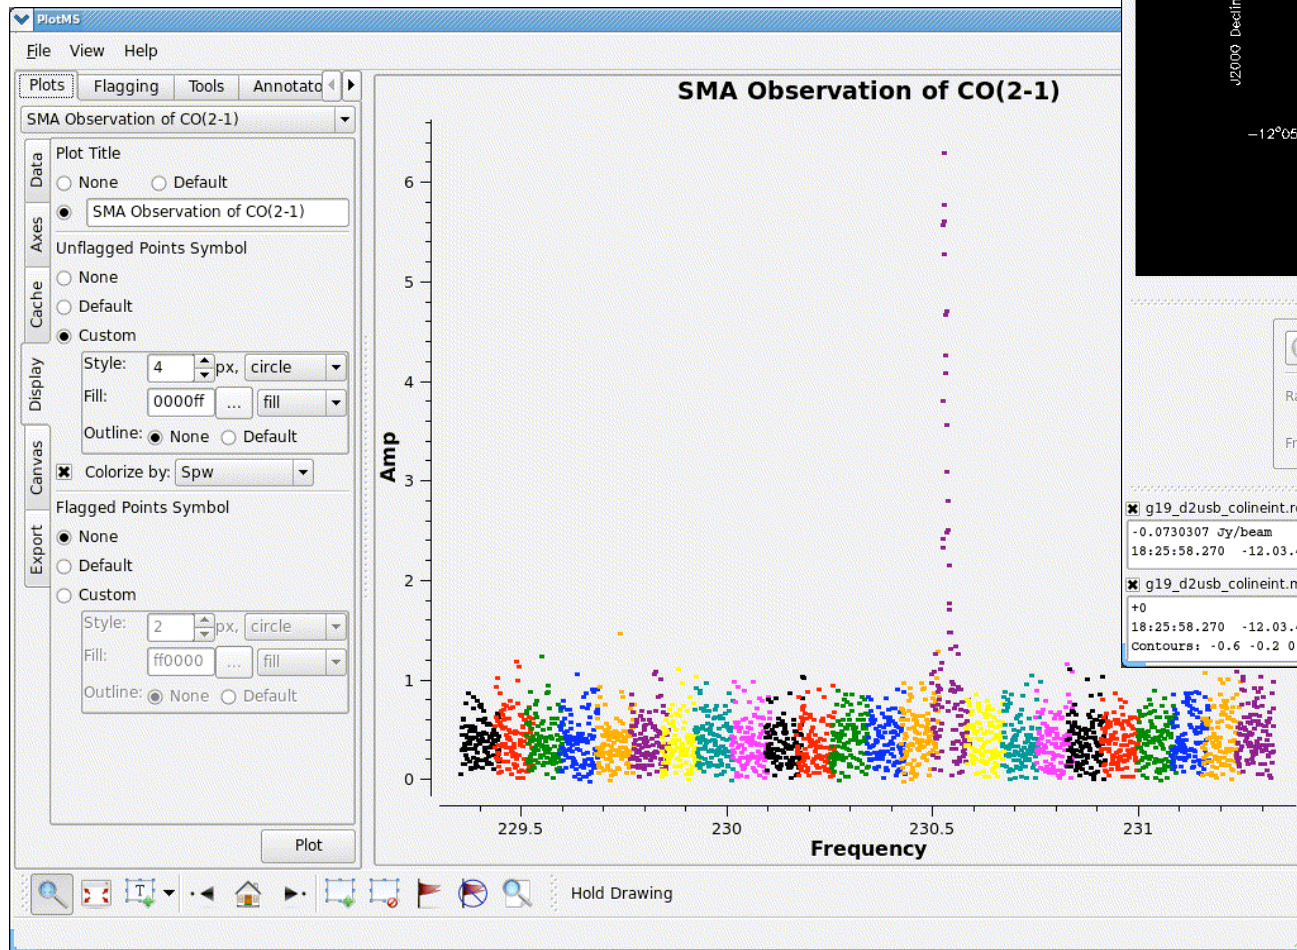 PlotMS
File View Help
Plots Flagging Tools Annotato
SMA Observation of CO(2-1)
Data
Axes
Cache
Display
Canvas
Export
Plot Title
None Default
SMA Observation of CO(2-1)
Unflagged Points Symbol
None
Default
Custom
Style: 4 px, circle
Fill: 0000ff ... fill
Outline: None Default
Colorize by: Spw
Flagged Points Symbol
None
Default
Custom
Style: 2 px, circle
Fill: ff0000 ... fill
Outline: None Default
Plot
SMA Observation of CO(2-1)
Amp
6
5
4
3
2
1
0
229.5 230 230.5 231
Frequency
T
Hold Drawing
J2000 Declin
-12°05
Ra
Fr
g19_d2usb_colineint.r
-0.0730307 Jy/beam
18:25:58.270 -12.03.4
g19_d2usb_colineint.m
+0
18:25:58.270 -12.03.4
Contours: -0.6 -0.2 0